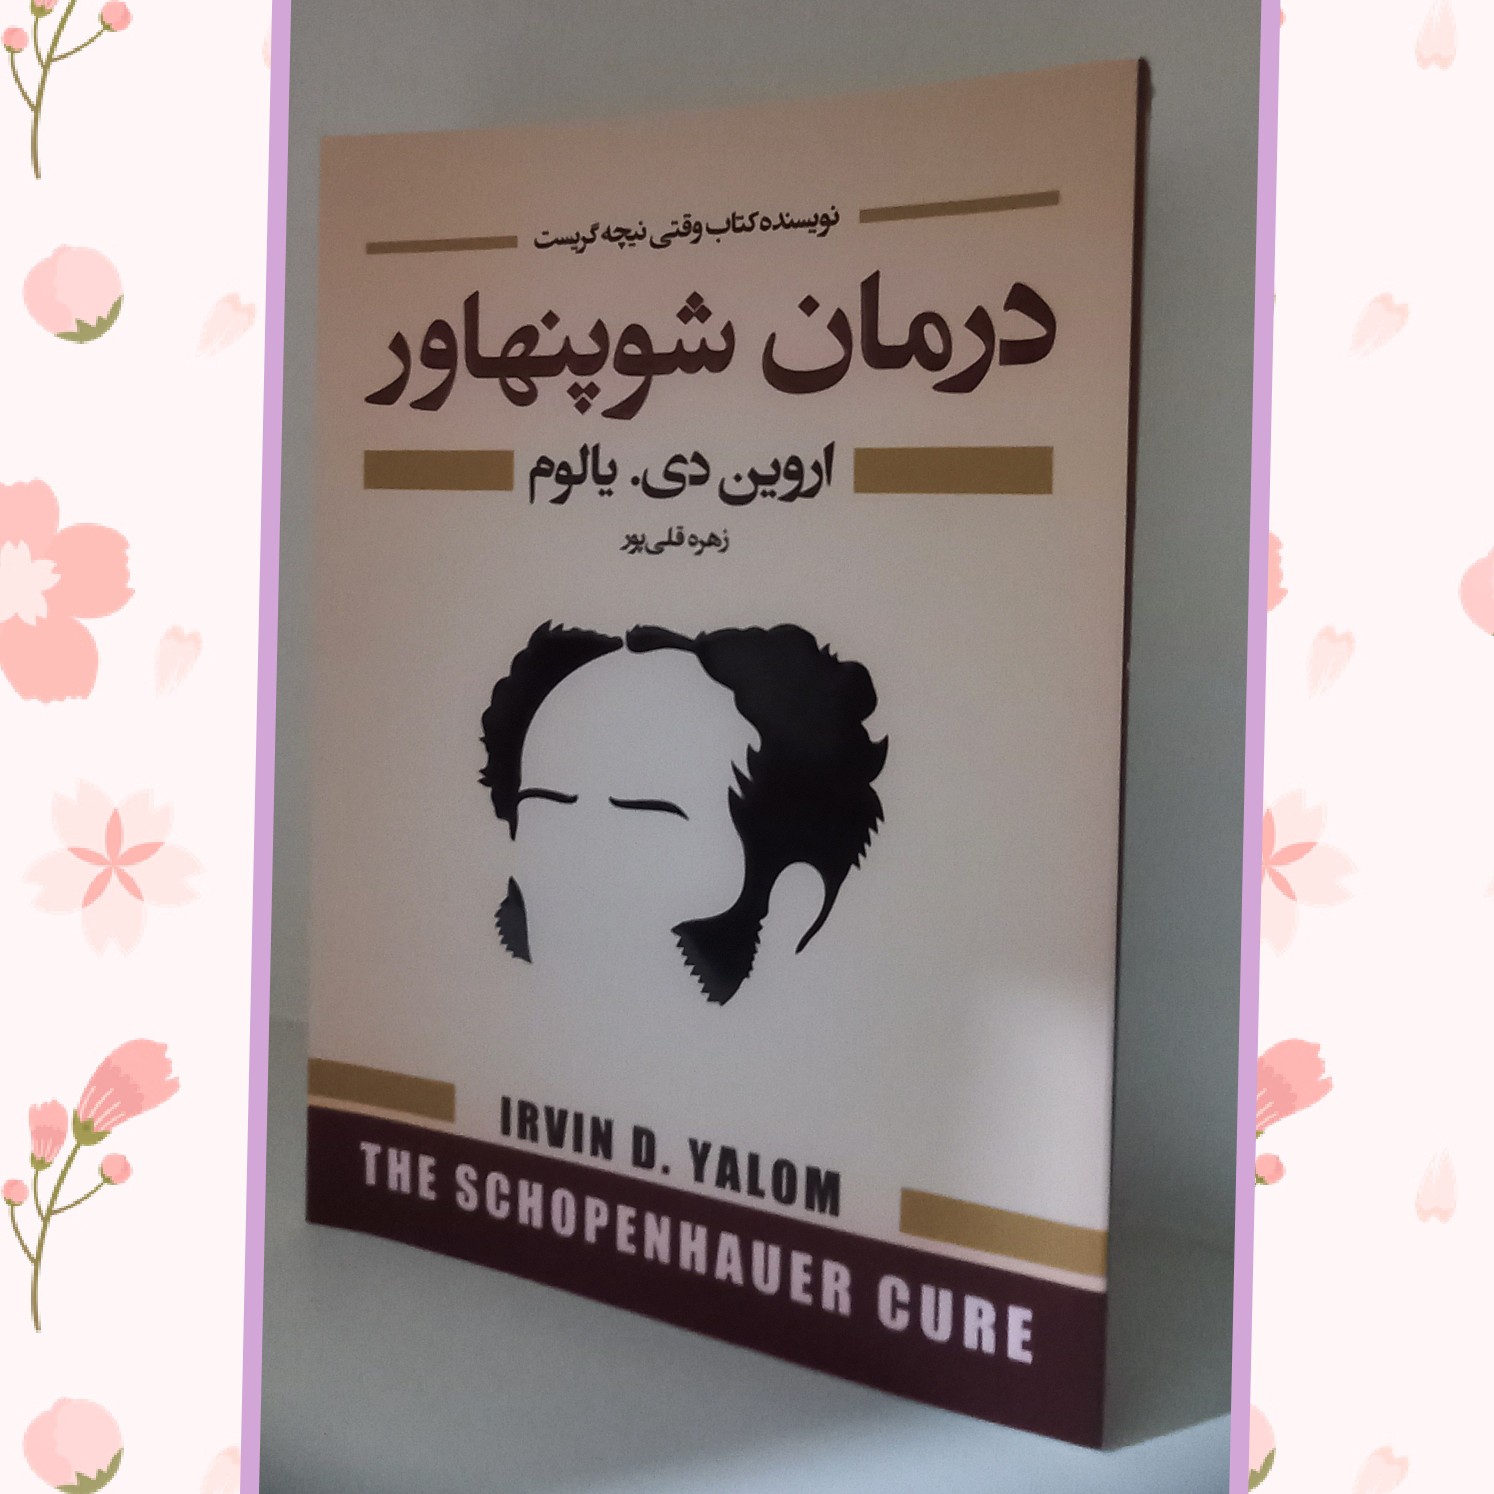 نویسنده کتاب وقتی نیچه گریست
درمان شوپنهاور
اروین دی. یالوم
زهره قلی‌پور
IRVIN D. YALOM
THE SCHOPENHAUER CURE